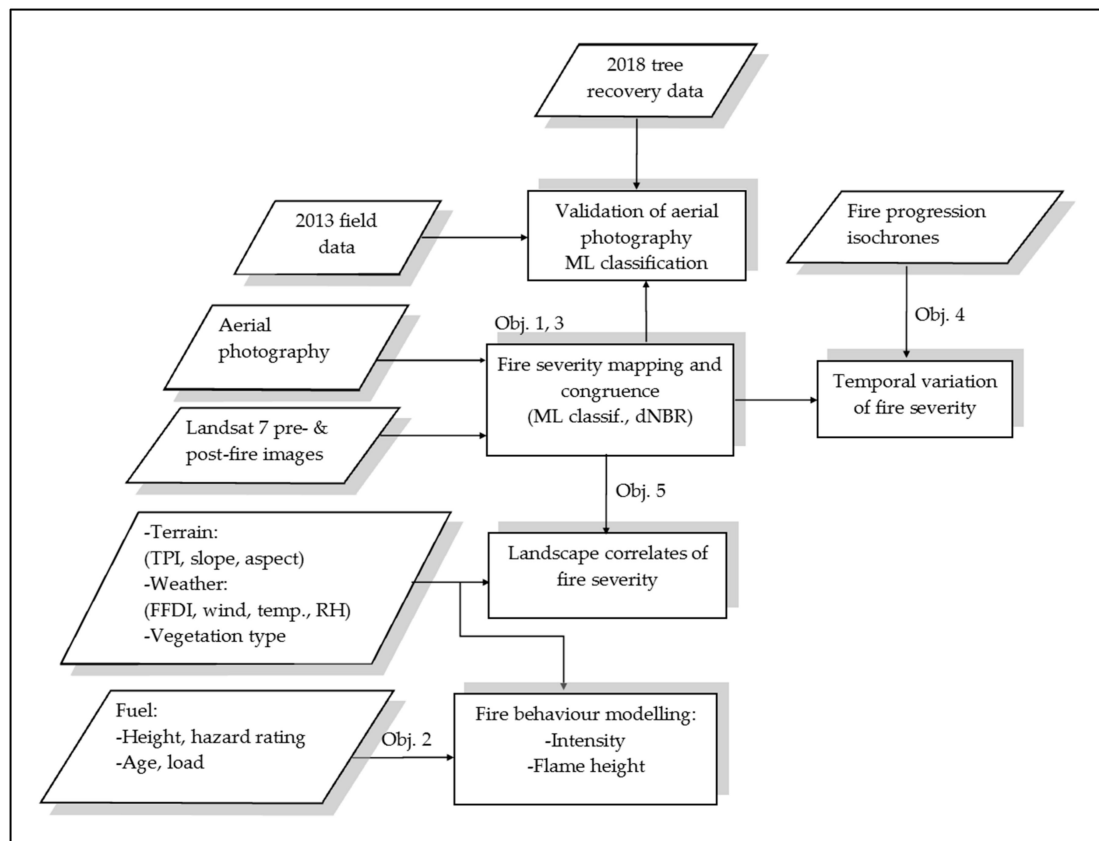 2018 tree
recovery data
2013 field
data
Validation of aerial
photography
ML classification
Fire progression
isochrones
Aerial
photography
Obj. 1, 3
Obj. 4
Fire severity mapping and
congruence
(ML classif., dNBR)
Temporal variation
of fire severity
Landsat 7 pre- &
post-fire images
Obj. 5
-Terrain:
(TPI, slope, aspect)
-Weather:
(FFDI, wind, temp., RH)
-Vegetation type
Landscape correlates of
fire severity
Fuel:
-Height, hazard rating
-Age, load
Obj. 2
Fire behaviour modelling:
-Intensity
-Flame height